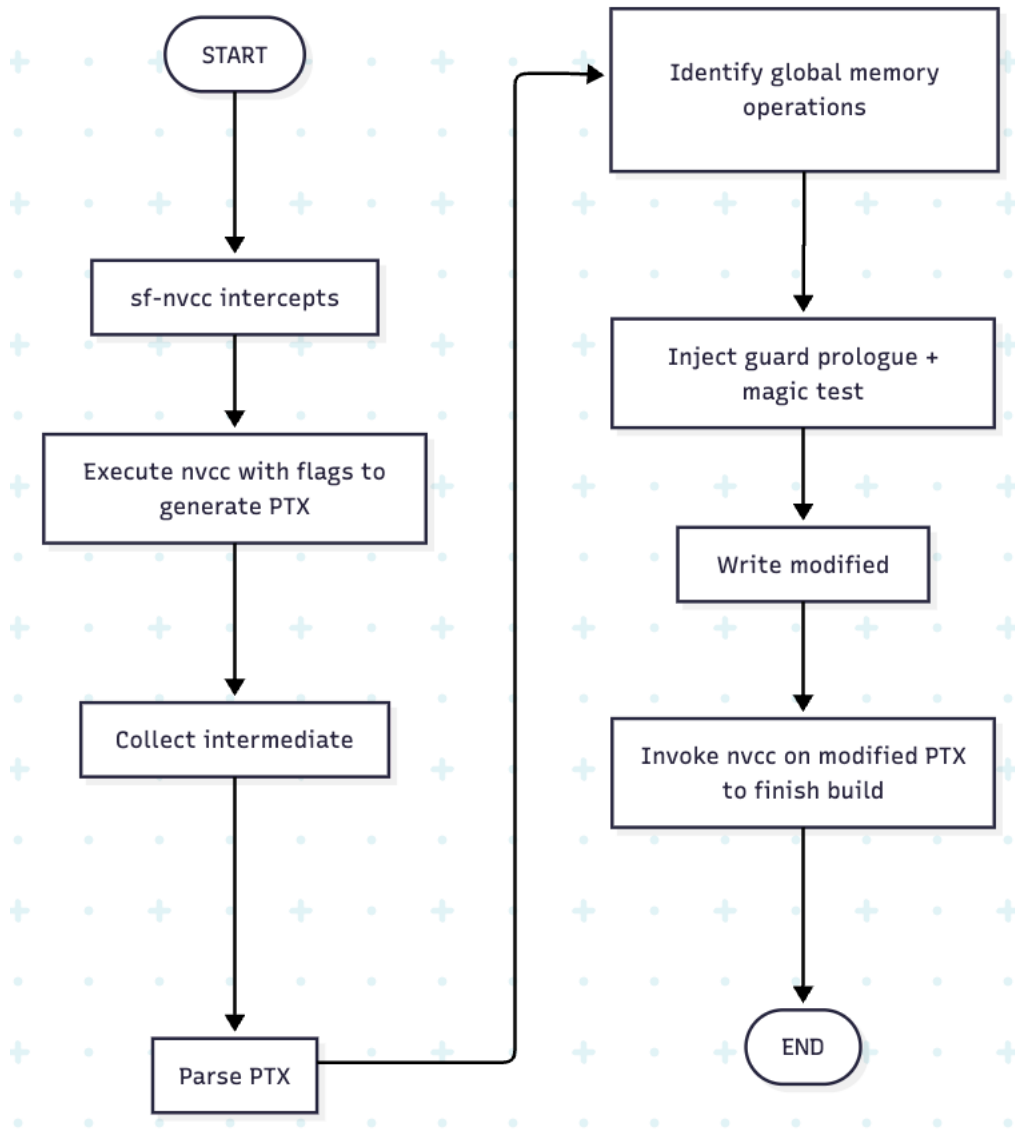 START
sf-nvcc intercepts
Execute nvcc with flags to
generate PTX
Collect intermediate
Parse PTX
Identify global memory
operations
Inject guard prologue +
magic test
Write modified
Invoke nvcc on modified PTX
to finish build
END